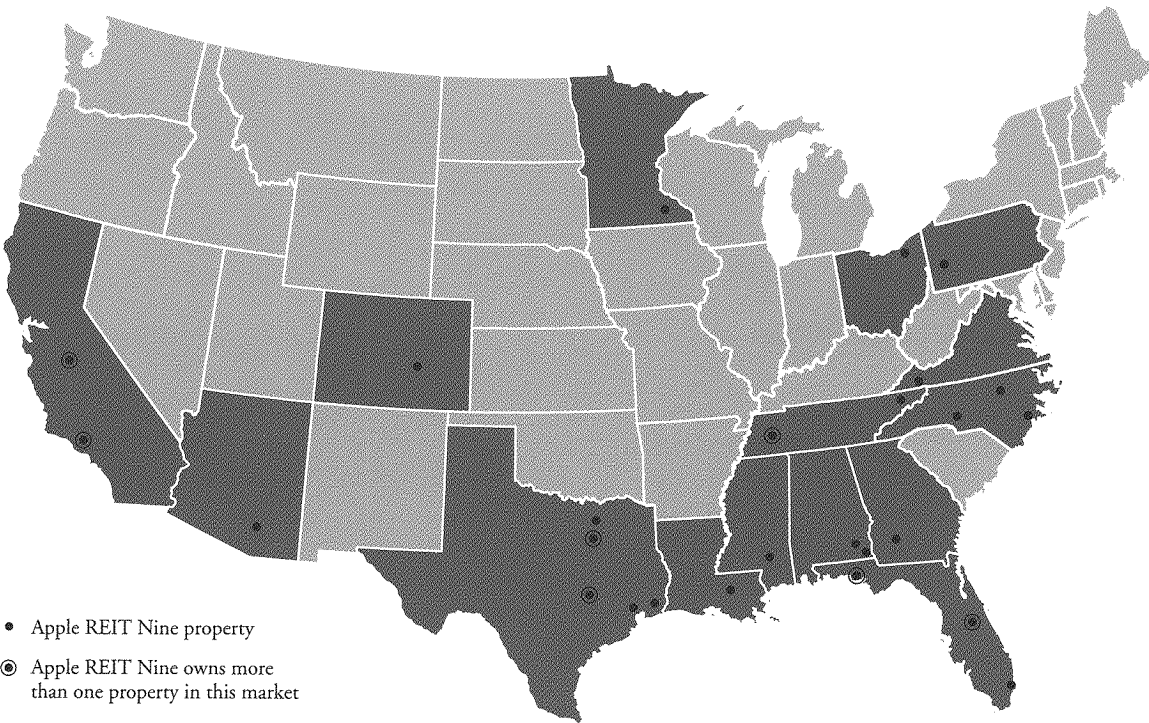 Apple REIT Nine property
Apple REIT Nine owns more
than one property in this market